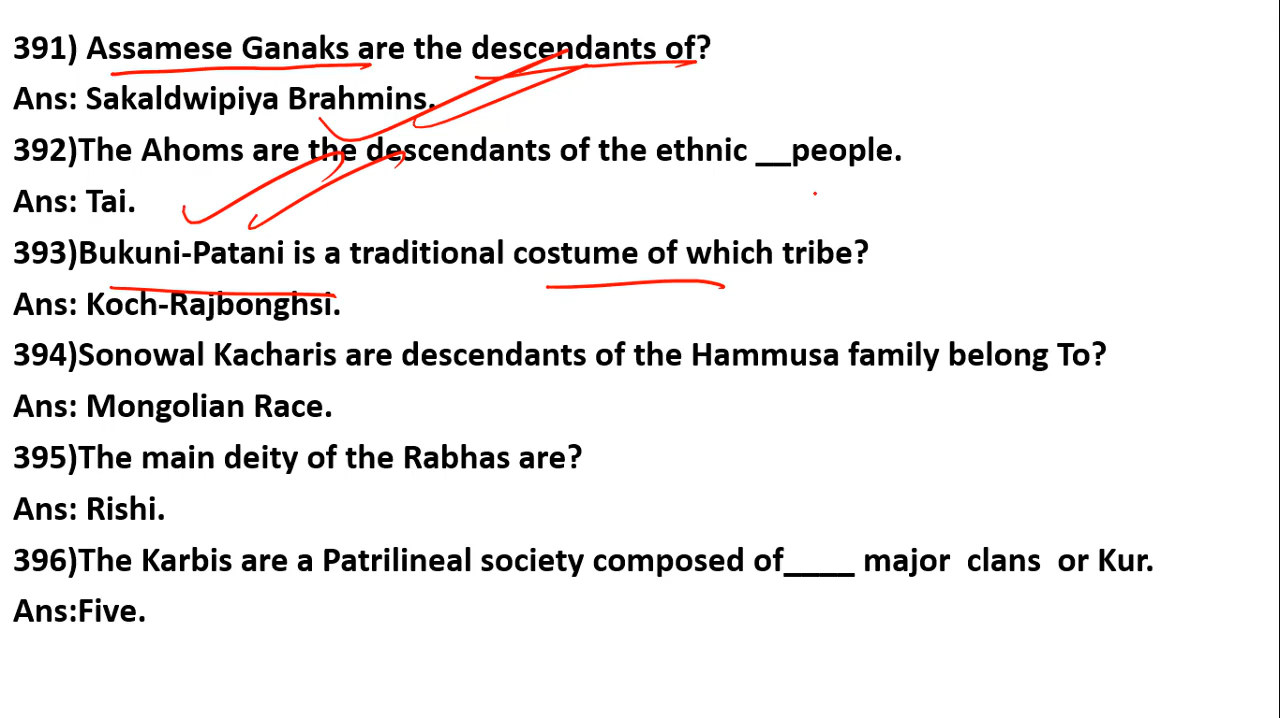 391) Assamese Ganaks are the descendants of?
Ans: Sakaldwipiya Brahmins.
392)The Ahoms are the descendants of the ethnic __people.
Ans: Tai.
393)Bukuni-Patani is a traditional costume of which tribe?
Ans: Koch-Rajbonghsi.
394)Sonowal Kacharis are descendants of the Hammusa family belong To?
Ans: Mongolian Race.
395)The main deity of the Rabhas are?
Ans: Rishi.
396)The Karbis are a Patrilineal society composed of____ major clans or Kur.
Ans:Five.